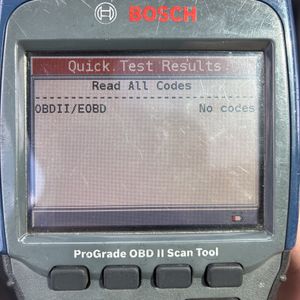 BOSCH
Quick Test Results
Read All Codes
OBDII/EOBD No codes
ProGrade OBD II Scan Tool